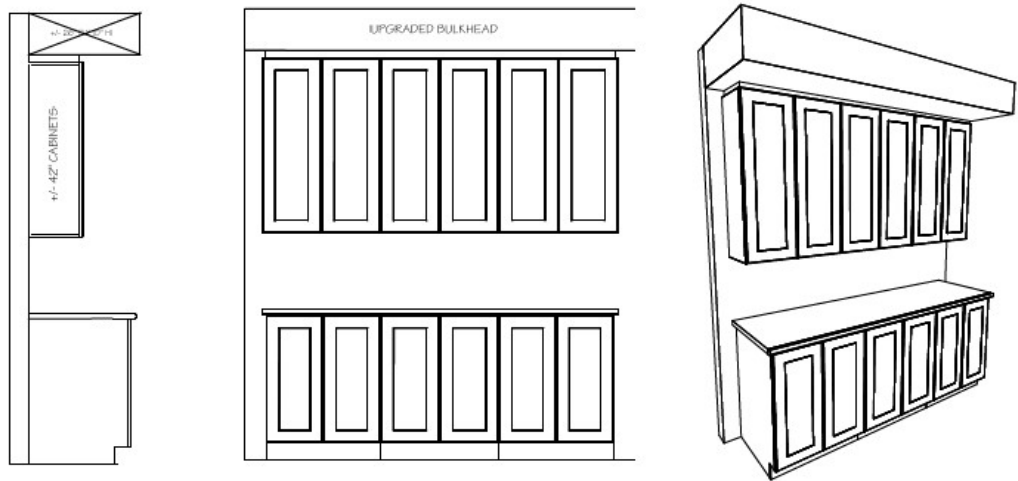 +/-
UPGRADED BULKHEAD
+/- 42" CABINETS